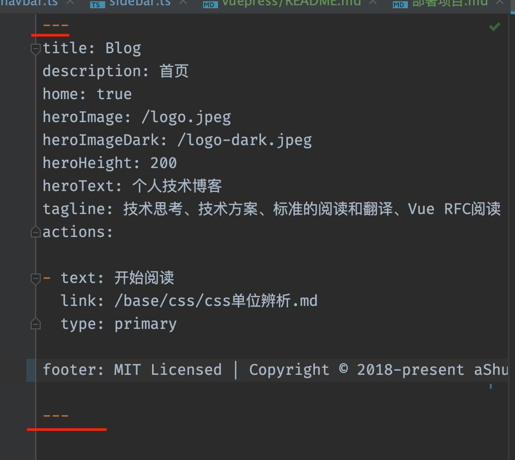 navbar.ts × sidebar.ts × vuepress/README.md × 部署项目.md ×
---
title: Blog
description: 首页
home: true
heroImage: /logo.jpeg
heroImageDark: /logo-dark.jpeg
heroHeight: 200
heroText: 个人技术博客
tagline: 技术思考、技术方案、标准的阅读和翻译、Vue RFC阅读
actions:
- text: 开始阅读
link: /base/css/css单位辨析.md
type: primary
footer: MIT Licensed | Copyright © 2018-present aShu
---